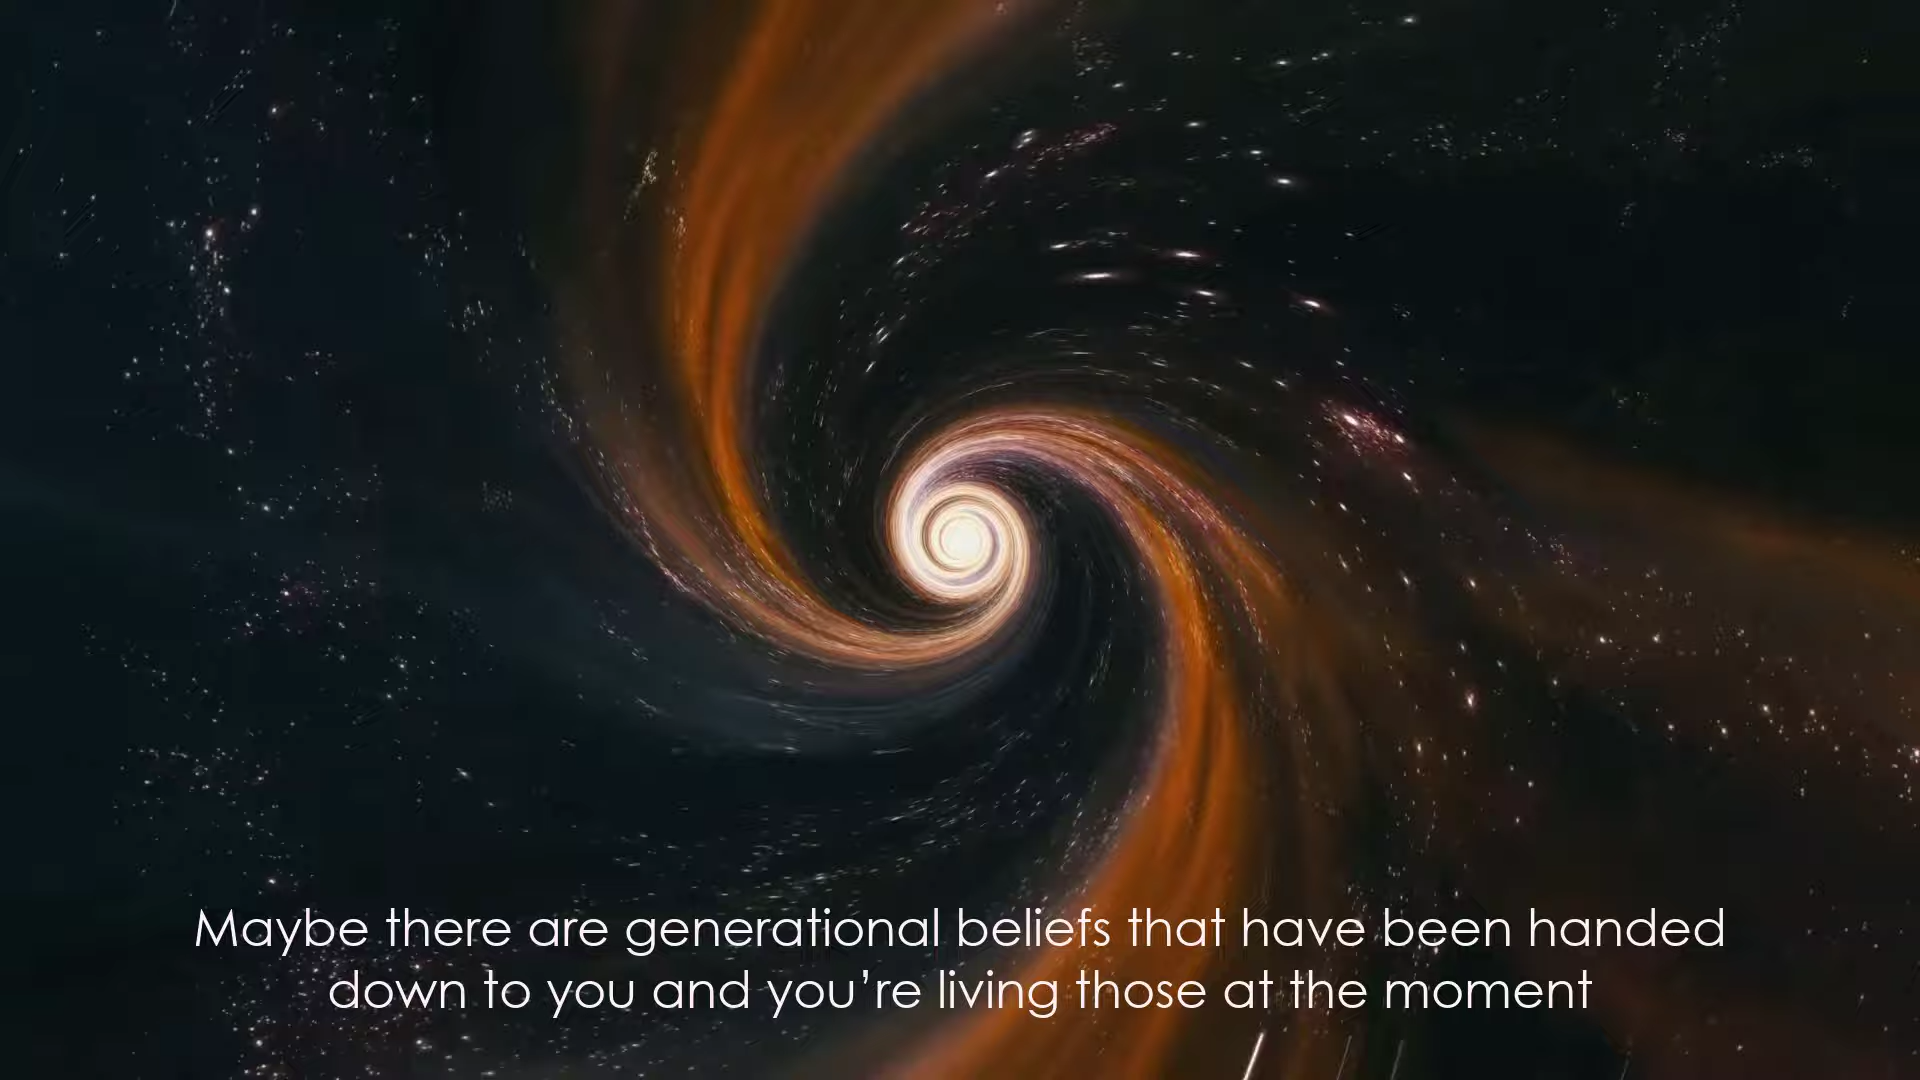 Maybe there are generational beliefs that have been handed
down to you and you’re living those at the moment